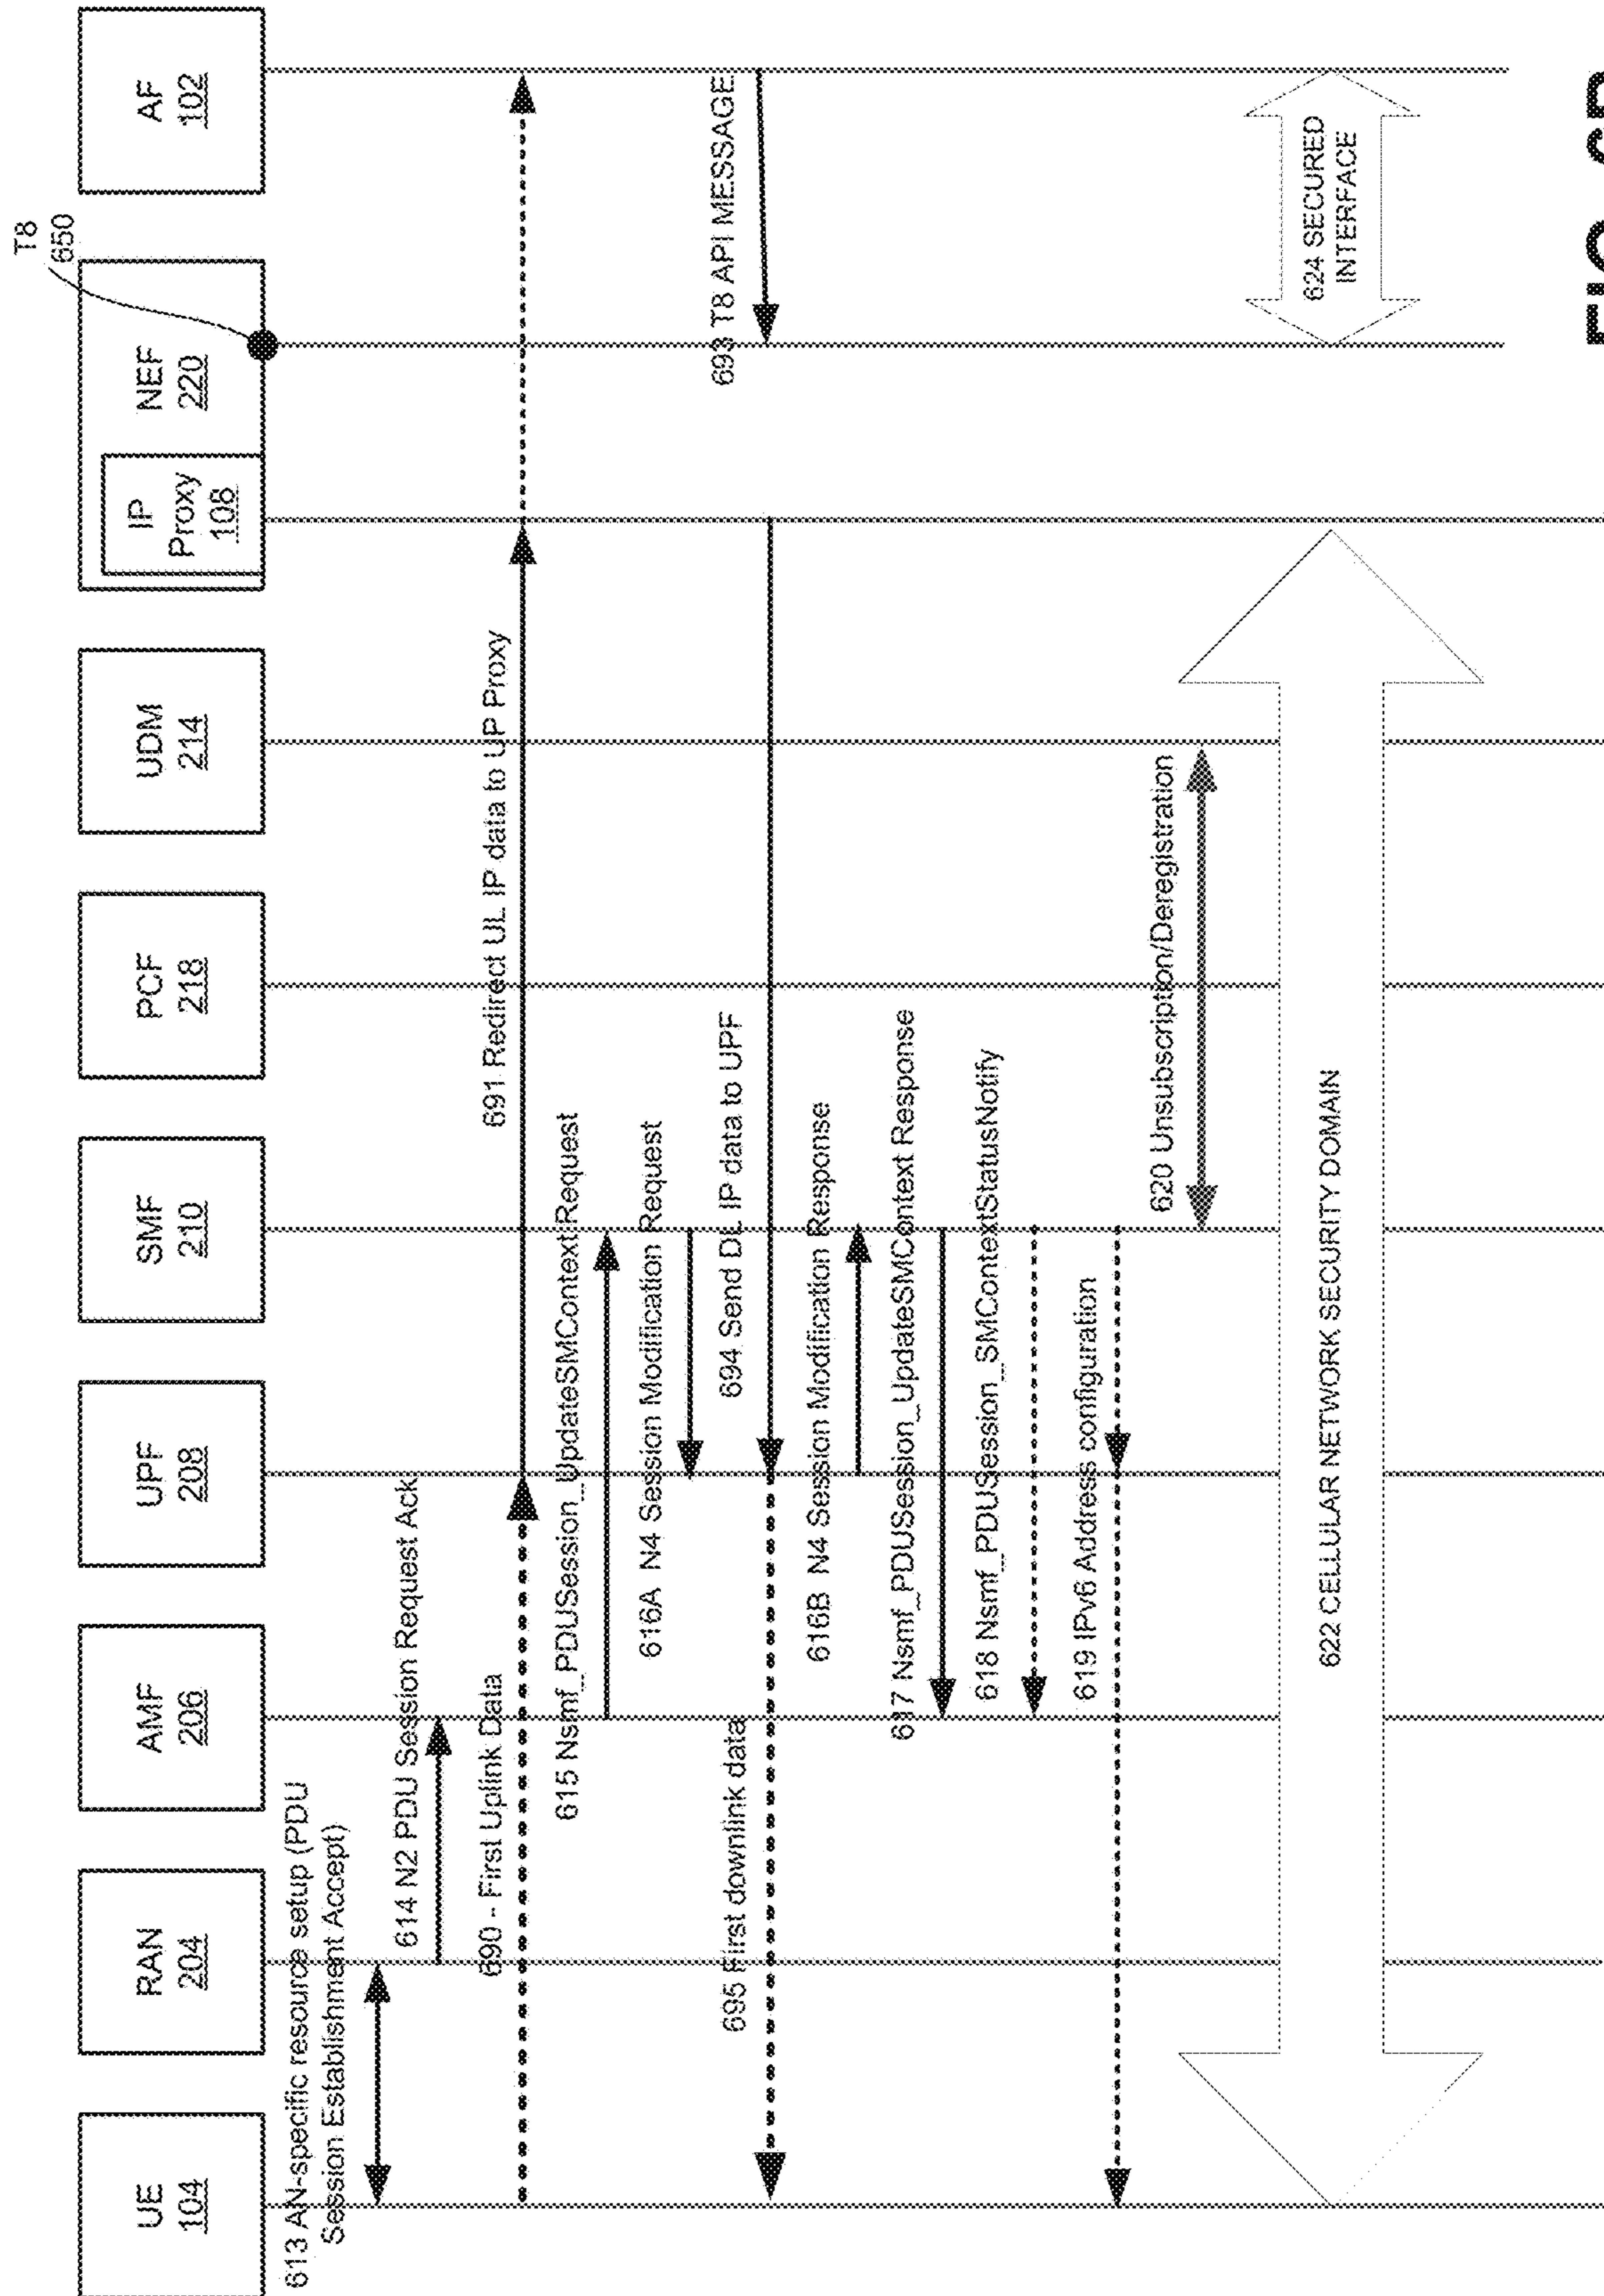 UE
104
RAN
204
AMF
206
UPF
208
SMF
210
PCF
218
UDM
214
IP
Proxy
106
NEF
220
T8
650
AF
102
613 AN-specific resource setup (PDU
Session Establishment Accept)
614 N2 PDU Session Request Ack
690 - First Uplink Data
691 Redirect UL IP data to UP Proxy
615 Nsmf_PDUSession_UpdateSMContextRequest
616A N4 Session Modification Request
693 T8 API MESSAGE
694 Send DL IP data to UPF
695 First downlink data
616B N4 Session Modification Response
617 Nsmf_PDUSession_UpdateSMContext Response
618 Nsmf_PDUSession_SMContextStatusNotify
619 IPv6 Address configuration
620 Unsubscription/Deregistration
622 CELLULAR NETWORK SECURITY DOMAIN
624 SECURED
INTERFACE